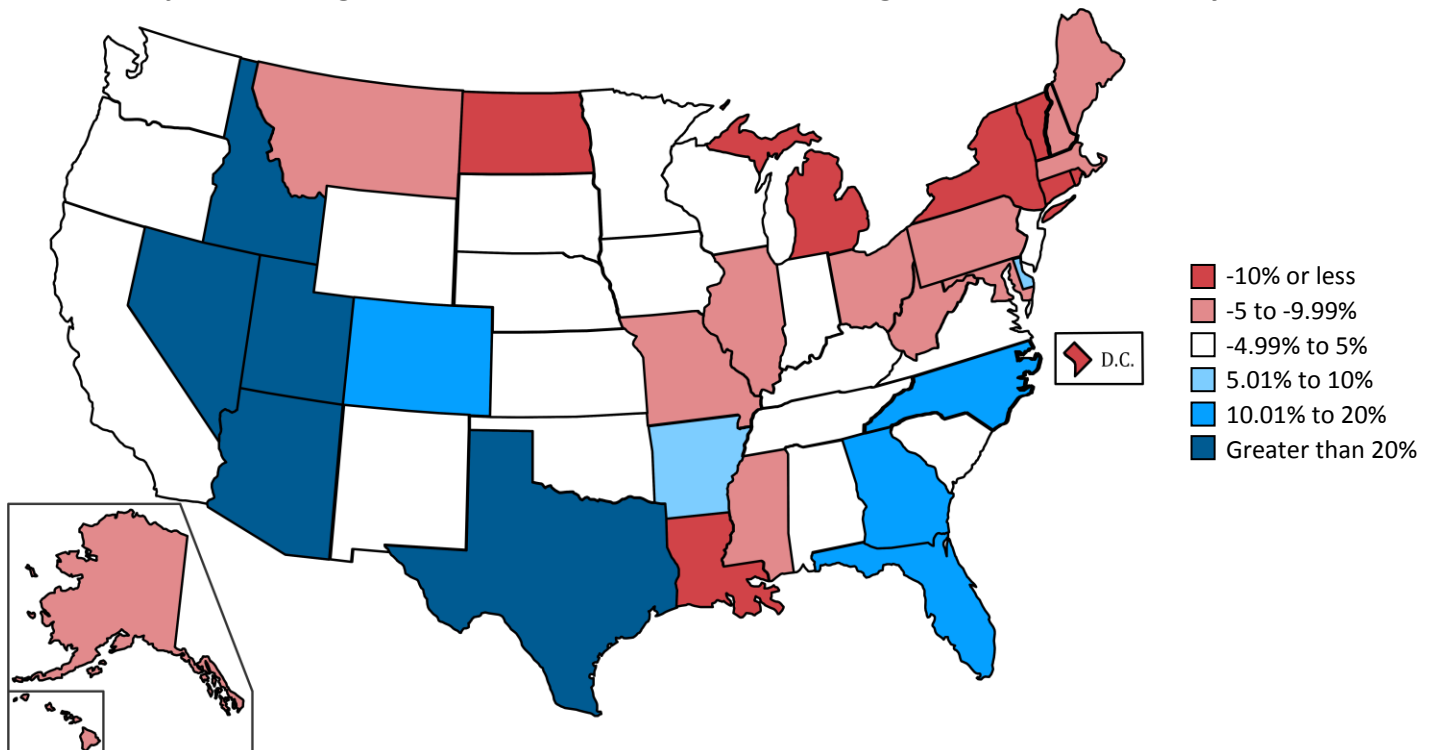 D.C.
-10% or less
-5 to -9.99%
-4.99% to 5%
5.01% to 10%
10.01% to 20%
Greater than 20%